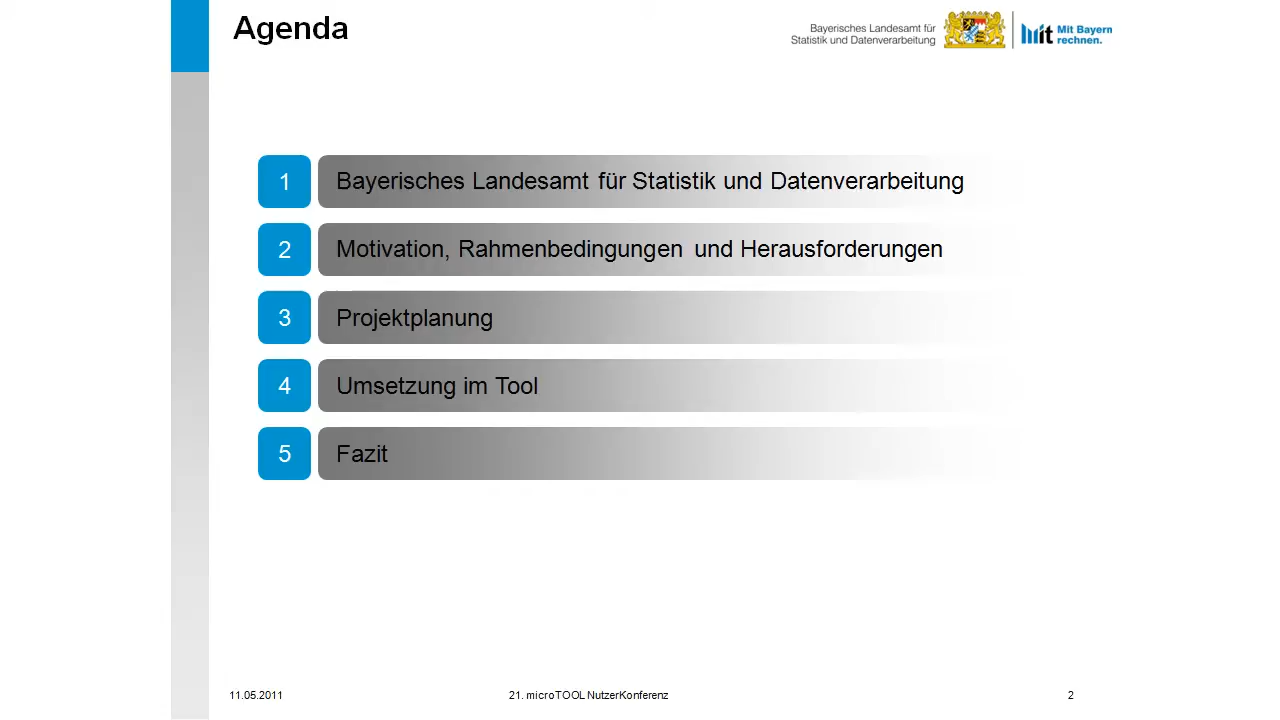 Agenda
Bayerisches Landesamt für
Statistik und Datenverarbeitung
mit Mit Bayern
rechnen.
1 Bayerisches Landesamt für Statistik und Datenverarbeitung
2 Motivation, Rahmenbedingungen und Herausforderungen
3 Projektplanung
4 Umsetzung im Tool
5 Fazit
11.05.2011 21. microTOOL NutzerKonferenz 2